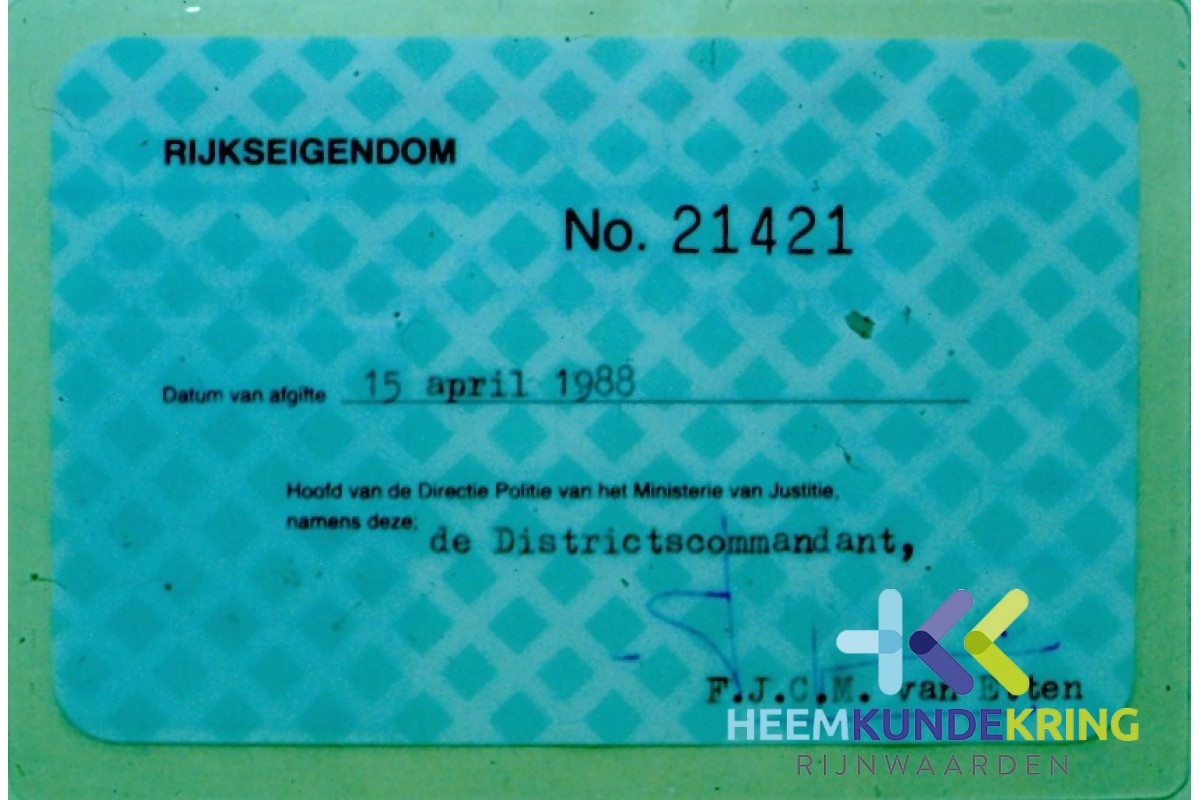 RIJKSEIGENDOM
No. 21421
Datum van afgifte 15 april 1988
Hoofd van de Directie Politie van het Ministerie van Justitie,
namens deze:
de Districtscommandant,
F.J.C.M. van Etten
HEEMKUNDEKRING
RIJNWAARDEN